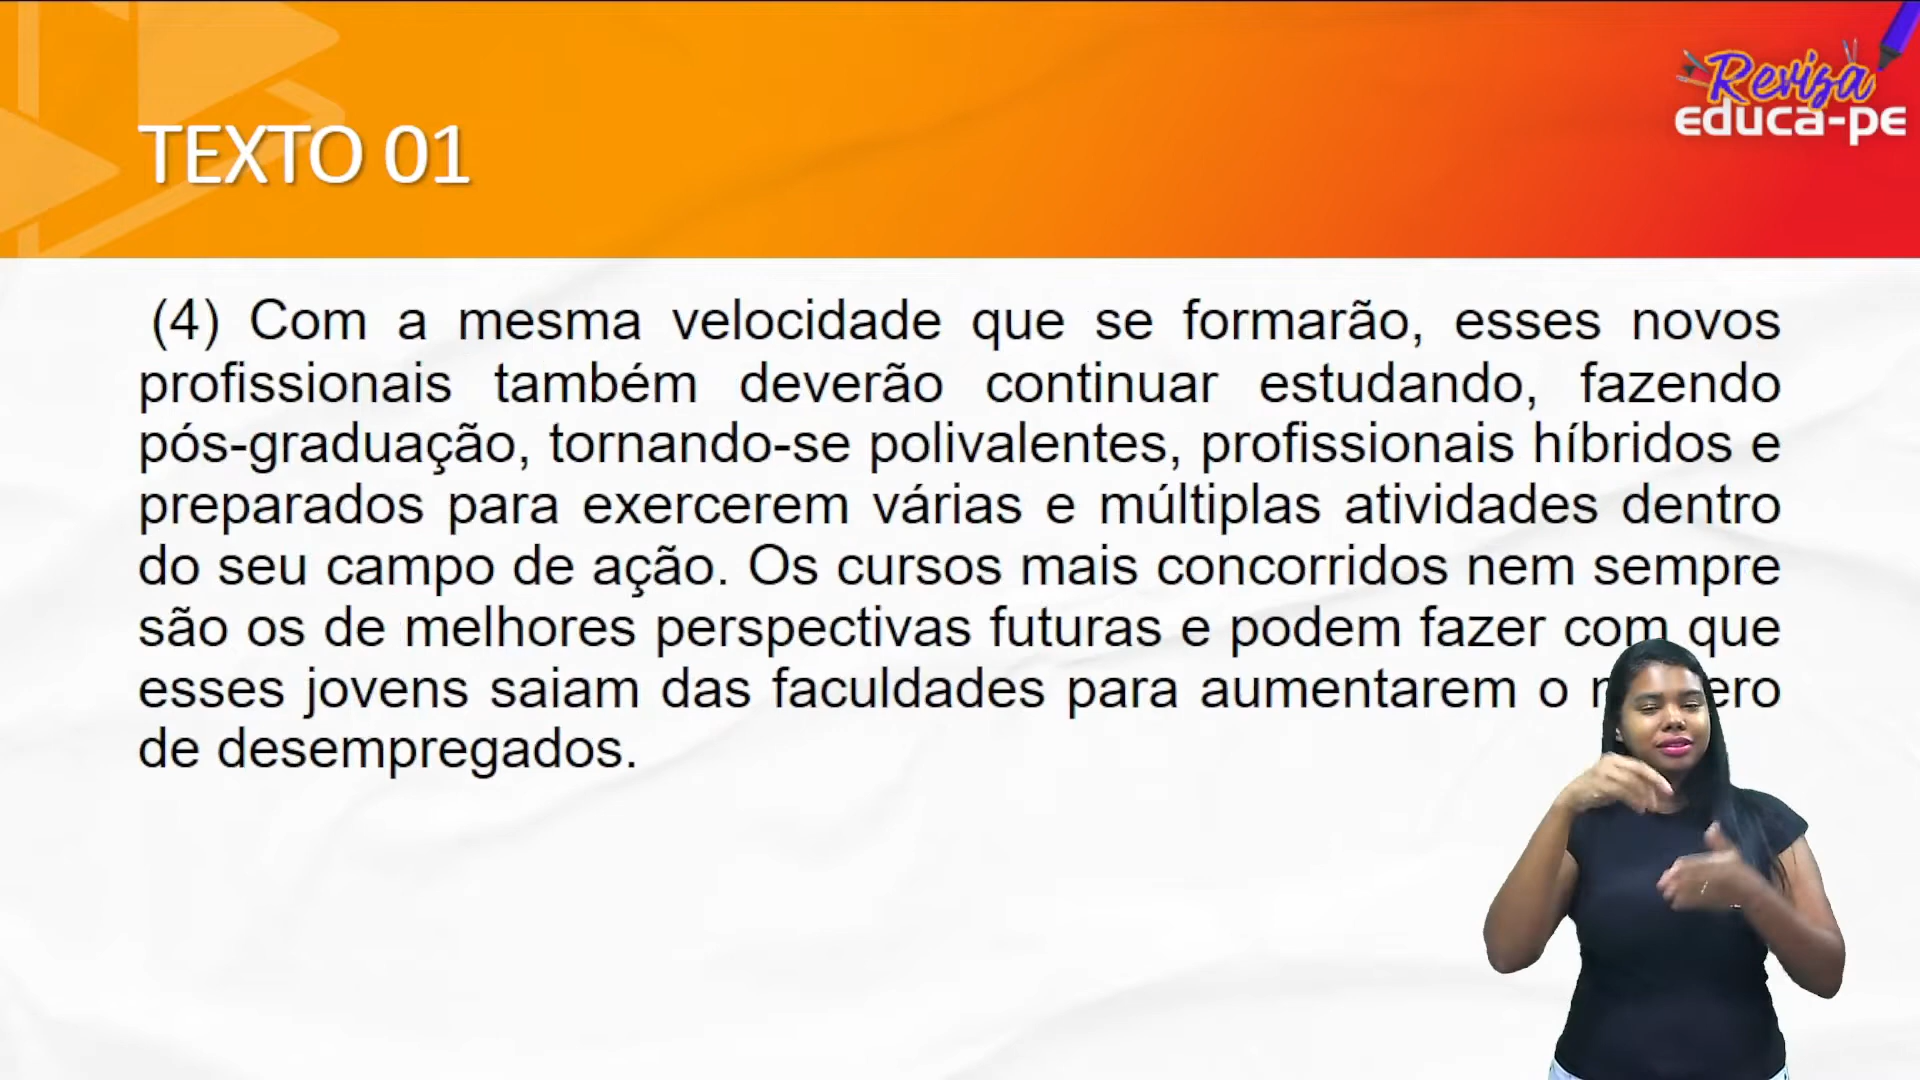 TEXTO 01
Reviza
educa-pe
(4) Com a mesma velocidade que se formarão, esses novos
profissionais também deverão continuar estudando, fazendo
pós-graduação, tornando-se polivalentes, profissionais híbridos e
preparados para exercerem várias e múltiplas atividades dentro
do seu campo de ação. Os cursos mais concorridos nem sempre
são os de melhores perspectivas futuras e podem fazer com que
esses jovens saiam das faculdades para aumentarem o
de desempregados.